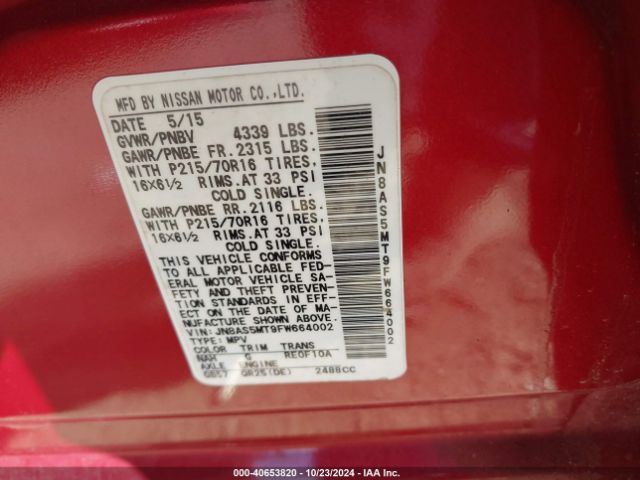 MFD BY NISSAN MOTOR CO.,LTD.
DATE 5/15
GVWR/PNBV 4339 LBS.
GAWR/PNBE FR.2315 LBS.
WITH P215/70R16 TIRES,
16X6½ RIMS.AT 33 PSI
COLD SINGLE.
GAWR/PNBE RR.2116 LBS.
WITH P215/70R16 TIRES,
16X6½ RIMS.AT 33 PSI
COLD SINGLE.
THIS VEHICLE CONFORMS
TO ALL APPLICABLE FED-
ERAL MOTOR VEHICLE SA-
FETY AND THEFT PREVEN-
TION STANDARDS IN EFF-
ECT ON THE DATE OF MA-
NUFACTURE SHOWN ABOVE.
VIN: JN8AS5MT9FW664002
TYPE: MPV
COLOR TRIM TRANS
NAH G RE0F10A
AXLE ENGINE
QR25(DE) 2488CC
JN8AS5MT9FW664002
000-40653820 - 10/23/2024 - IAA Inc.